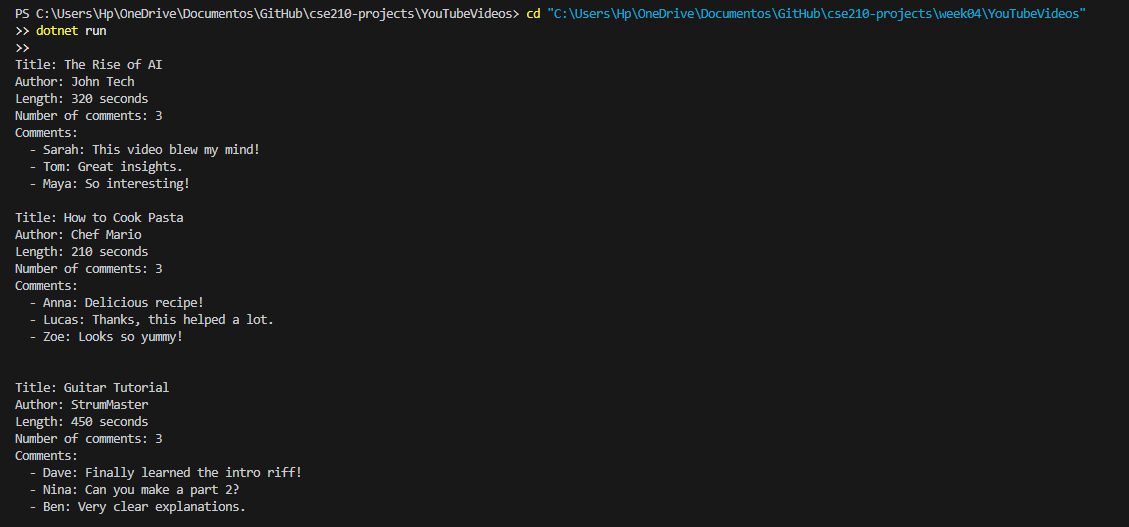 PS C:\Users\Hp\OneDrive\Documentos\GitHub\cse210-projects\YouTubeVideos> cd "C:\Users\Hp\OneDrive\Documentos\GitHub\cse210-projects\week04\YouTubeVideos"
>> dotnet run
>>
Title: The Rise of AI
Author: John Tech
Length: 320 seconds
Number of comments: 3
Comments:
  - Sarah: This video blew my mind!
  - Tom: Great insights.
  - Maya: So interesting!

Title: How to Cook Pasta
Author: Chef Mario
Length: 210 seconds
Number of comments: 3
Comments:
  - Anna: Delicious recipe!
  - Lucas: Thanks, this helped a lot.
  - Zoe: Looks so yummy!

Title: Guitar Tutorial
Author: StrumMaster
Length: 450 seconds
Number of comments: 3
Comments:
  - Dave: Finally learned the intro riff!
  - Nina: Can you make a part 2?
  - Ben: Very clear explanations.